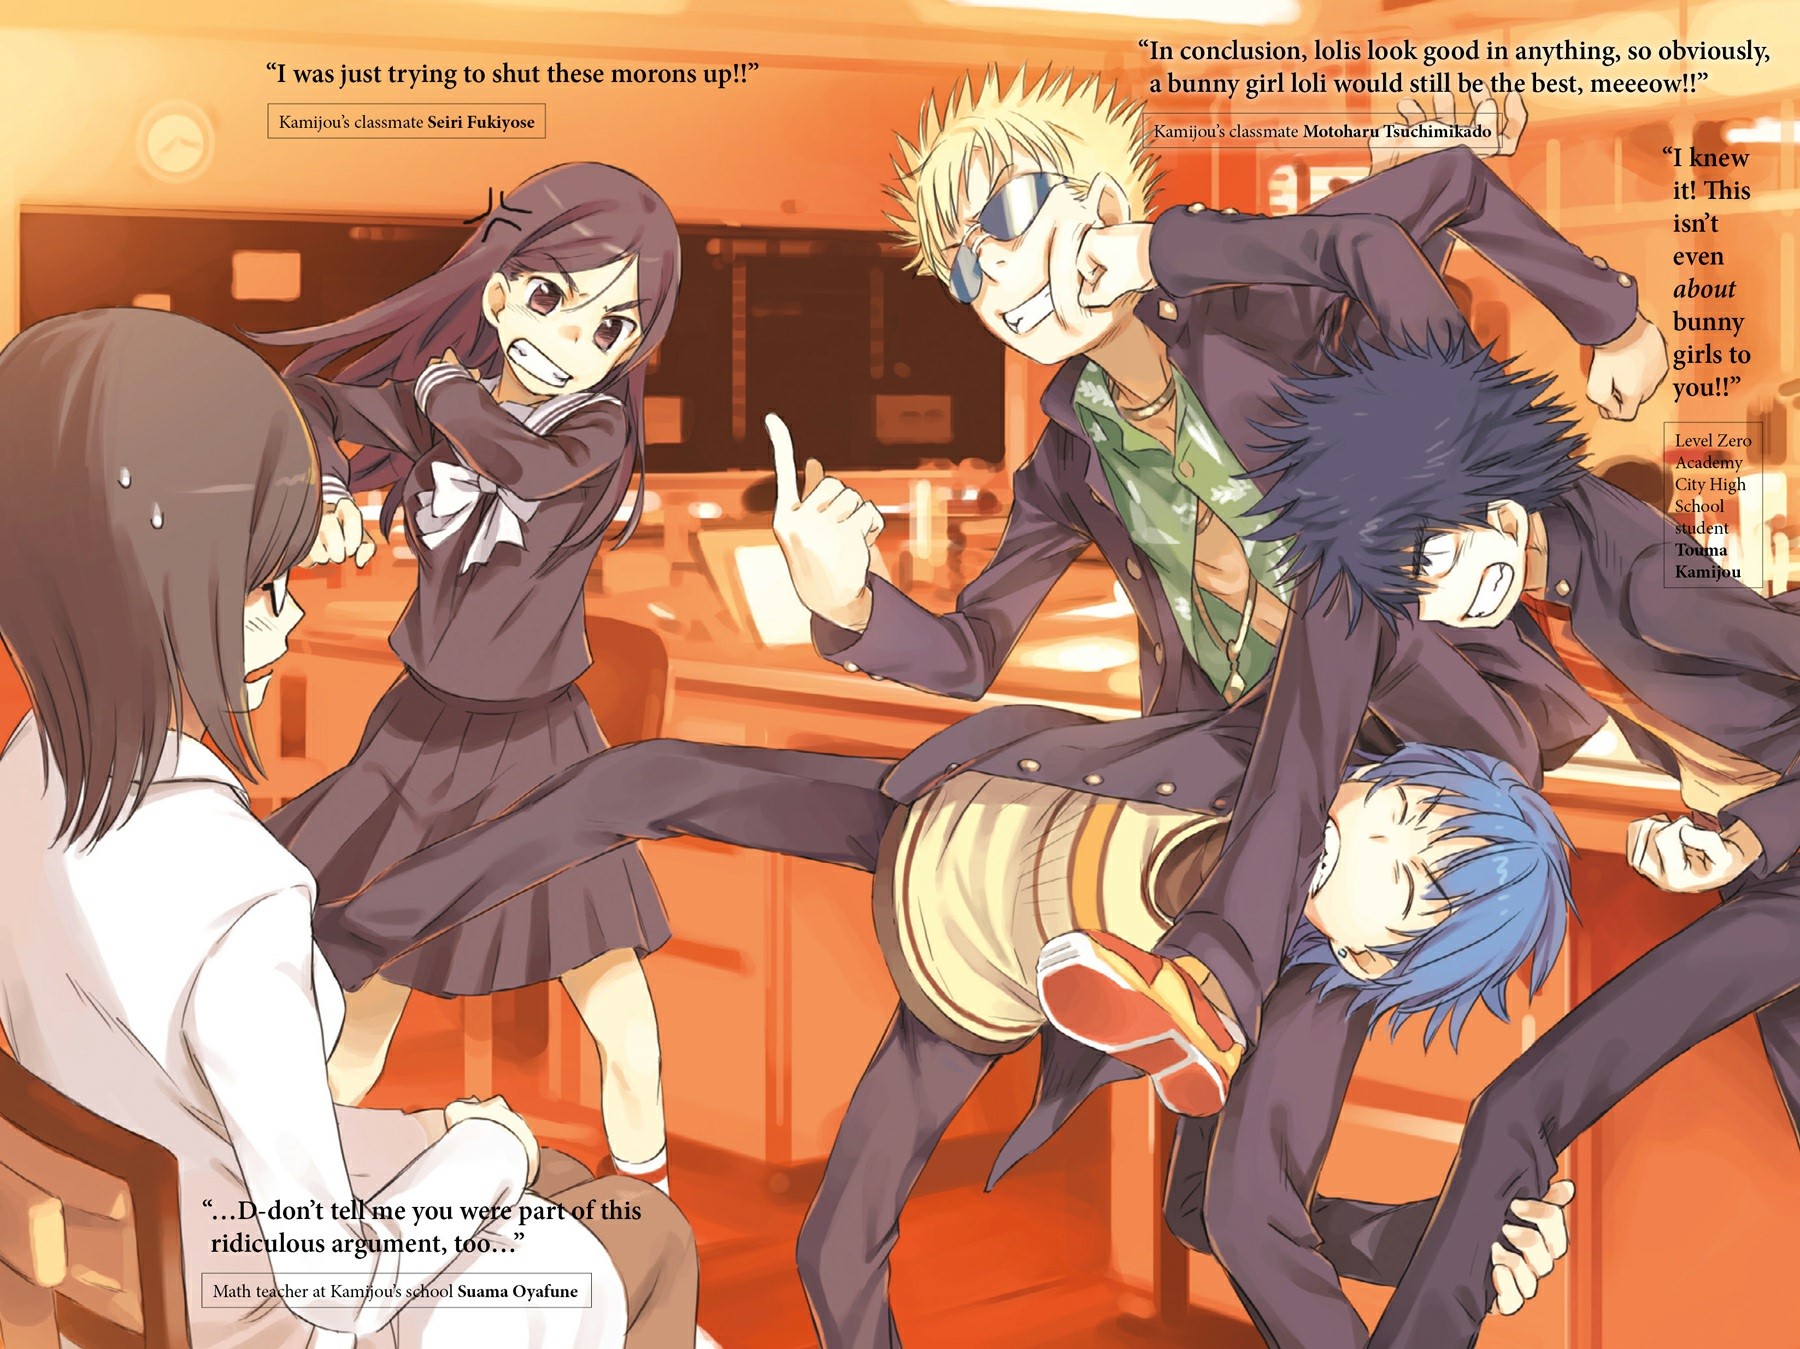 “I was just trying to shut these morons up!!”
Kamijou’s classmate Seiri Fukiyose
“In conclusion, lolis look good in anything, so obviously,
a bunny girl loli would still be the best, meeeow!!”
Kamijou’s classmate Motoharu Tsuchimikado
“I knew
it! This
isn’t
even
about
bunny
girls to
you!!”
Level Zero
Academy
City High
School
student
Touma
Kamijou
“…D-don’t tell me you were part of this
ridiculous argument, too…”
Math teacher at Kamijou’s school Suama Oyafune